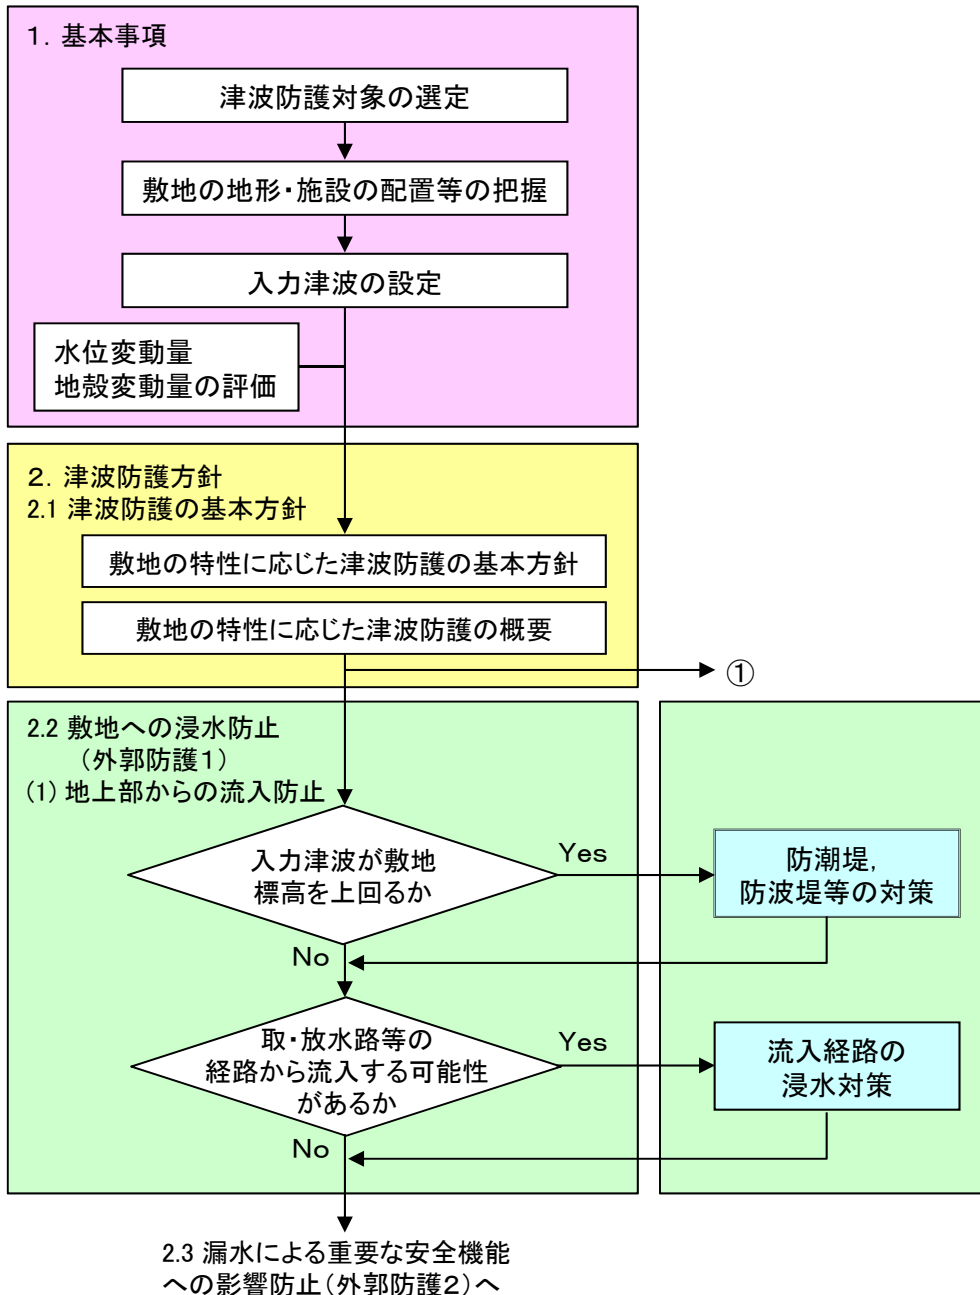 1．基本事項
津波防護対象の選定
敷地の地形・施設の配置等の把握
入力津波の設定
水位変動量
地殻変動量の評価
２．津波防護方針
2.1 津波防護の基本方針
敷地の特性に応じた津波防護の基本方針
敷地の特性に応じた津波防護の概要
①
2.2 敷地への浸水防止
（外郭防護１）
(1) 地上部からの流入防止
入力津波が敷地
標高を上回るか
Yes
防潮堤，
防波堤等の対策
No
取・放水路等の
経路から流入する可能性
があるか
Yes
流入経路の
浸水対策
No
2.3 漏水による重要な安全機能
への影響防止（外郭防護２）へ